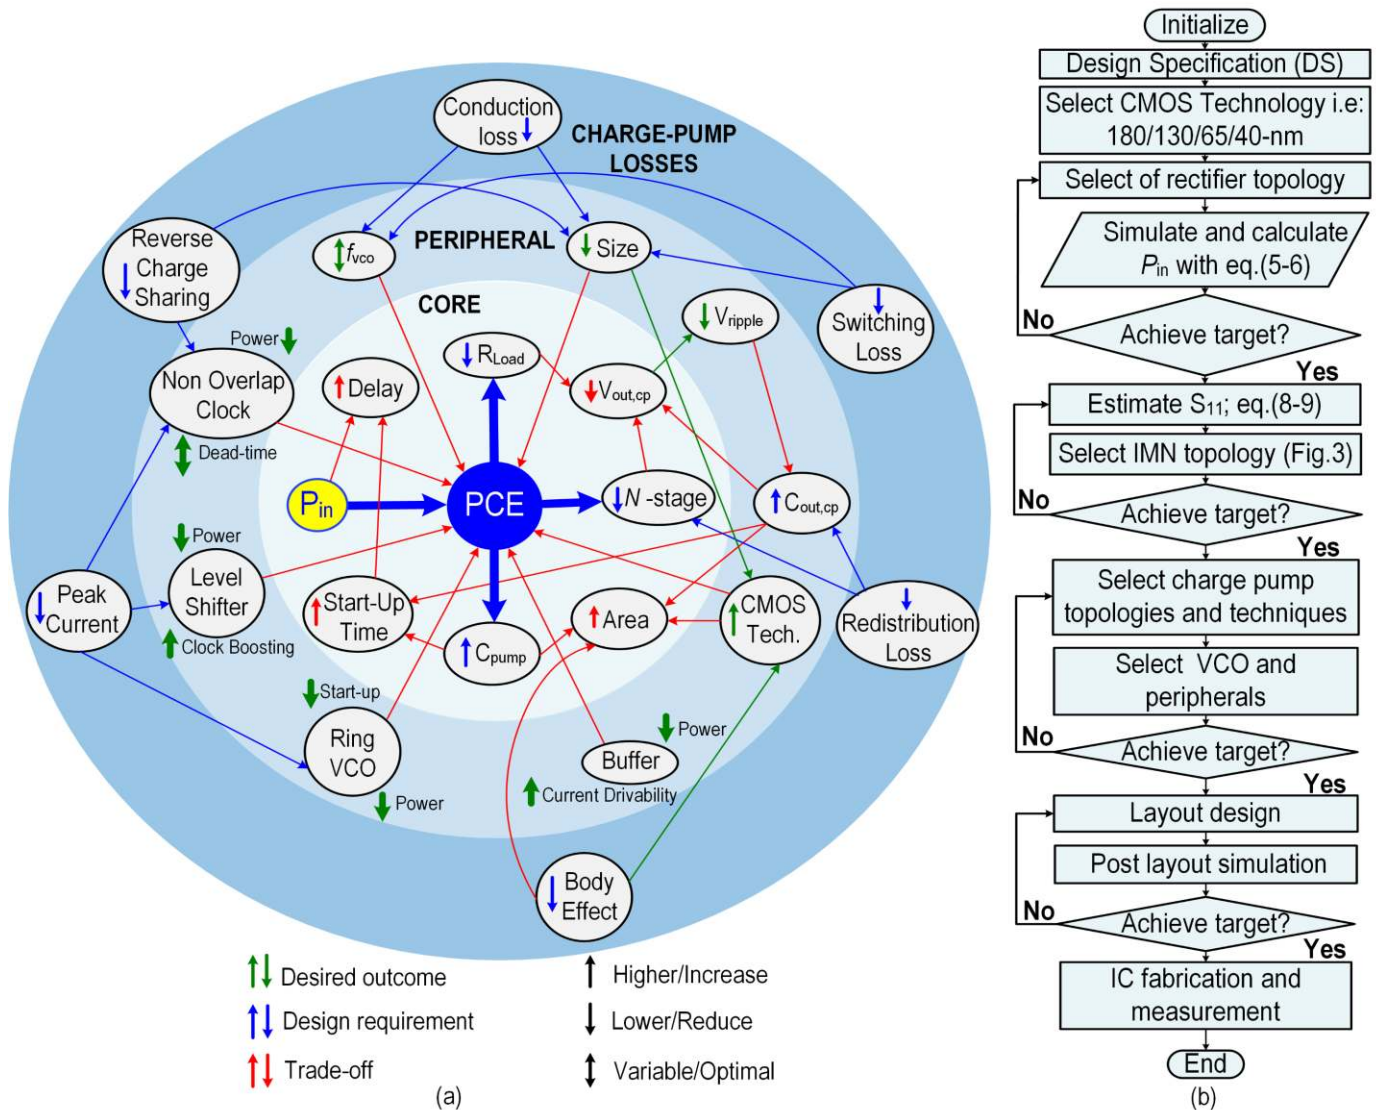 Conduction
loss
CHARGE-PUMP
LOSSES
Reverse
Charge
Sharing
PERIPHERAL
fvco
Size
CORE
Vripple
Switching
Loss
Power
Non Overlap
Clock
Dead-time
Delay
RLoad
Vout,cp
Pin
PCE
N -stage
Cout,cp
Power
Level
Shifter
Clock Boosting
Peak
Current
Start-Up
Time
Cpump
Area
CMOS
Tech.
Redistribution
Loss
Start-up
Ring
VCO
Power
Power
Buffer
Current Drivability
Body
Effect
Desired outcome
Higher/Increase
Design requirement
Lower/Reduce
Trade-off
Variable/Optimal
(a)
Initialize
Design Specification (DS)
Select CMOS Technology i.e:
180/130/65/40-nm
Select of rectifier topology
Simulate and calculate
Pin with eq.(5-6)
No
Achieve target?
Yes
Estimate S11; eq.(8-9)
Select IMN topology (Fig.3)
No
Achieve target?
Yes
Select charge pump
topologies and techniques
Select VCO and
peripherals
No
Achieve target?
Yes
Layout design
Post layout simulation
No
Achieve target?
Yes
IC fabrication and
measurement
End
(b)